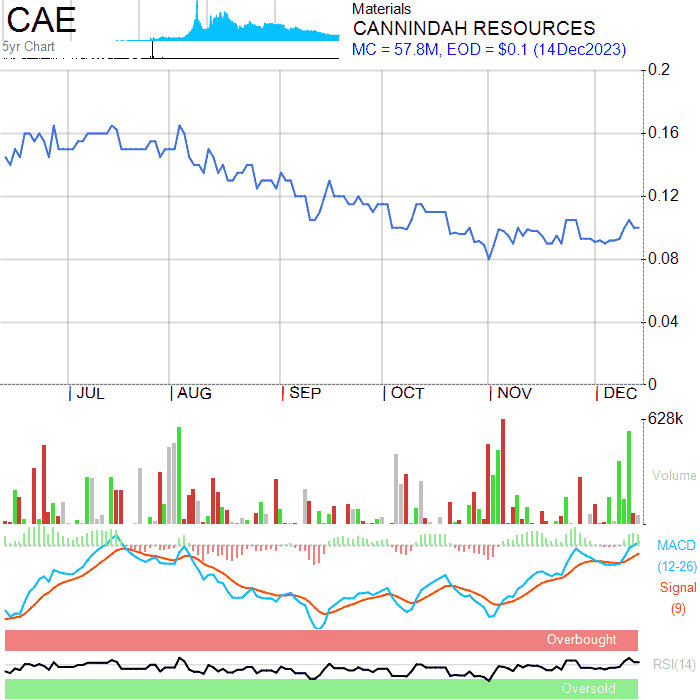 CAE
5yr Chart
Materials
CANNINDAH RESOURCES
MC = 57.8M, EOD = $0.1 (14Dec2023)
0.2
0.16
0.12
0.08
0.04
0
JUL AUG SEP OCT NOV DEC
628k
Volume
MACD
(12-26)
Signal
(9)
Overbought
RSI(14)
Oversold